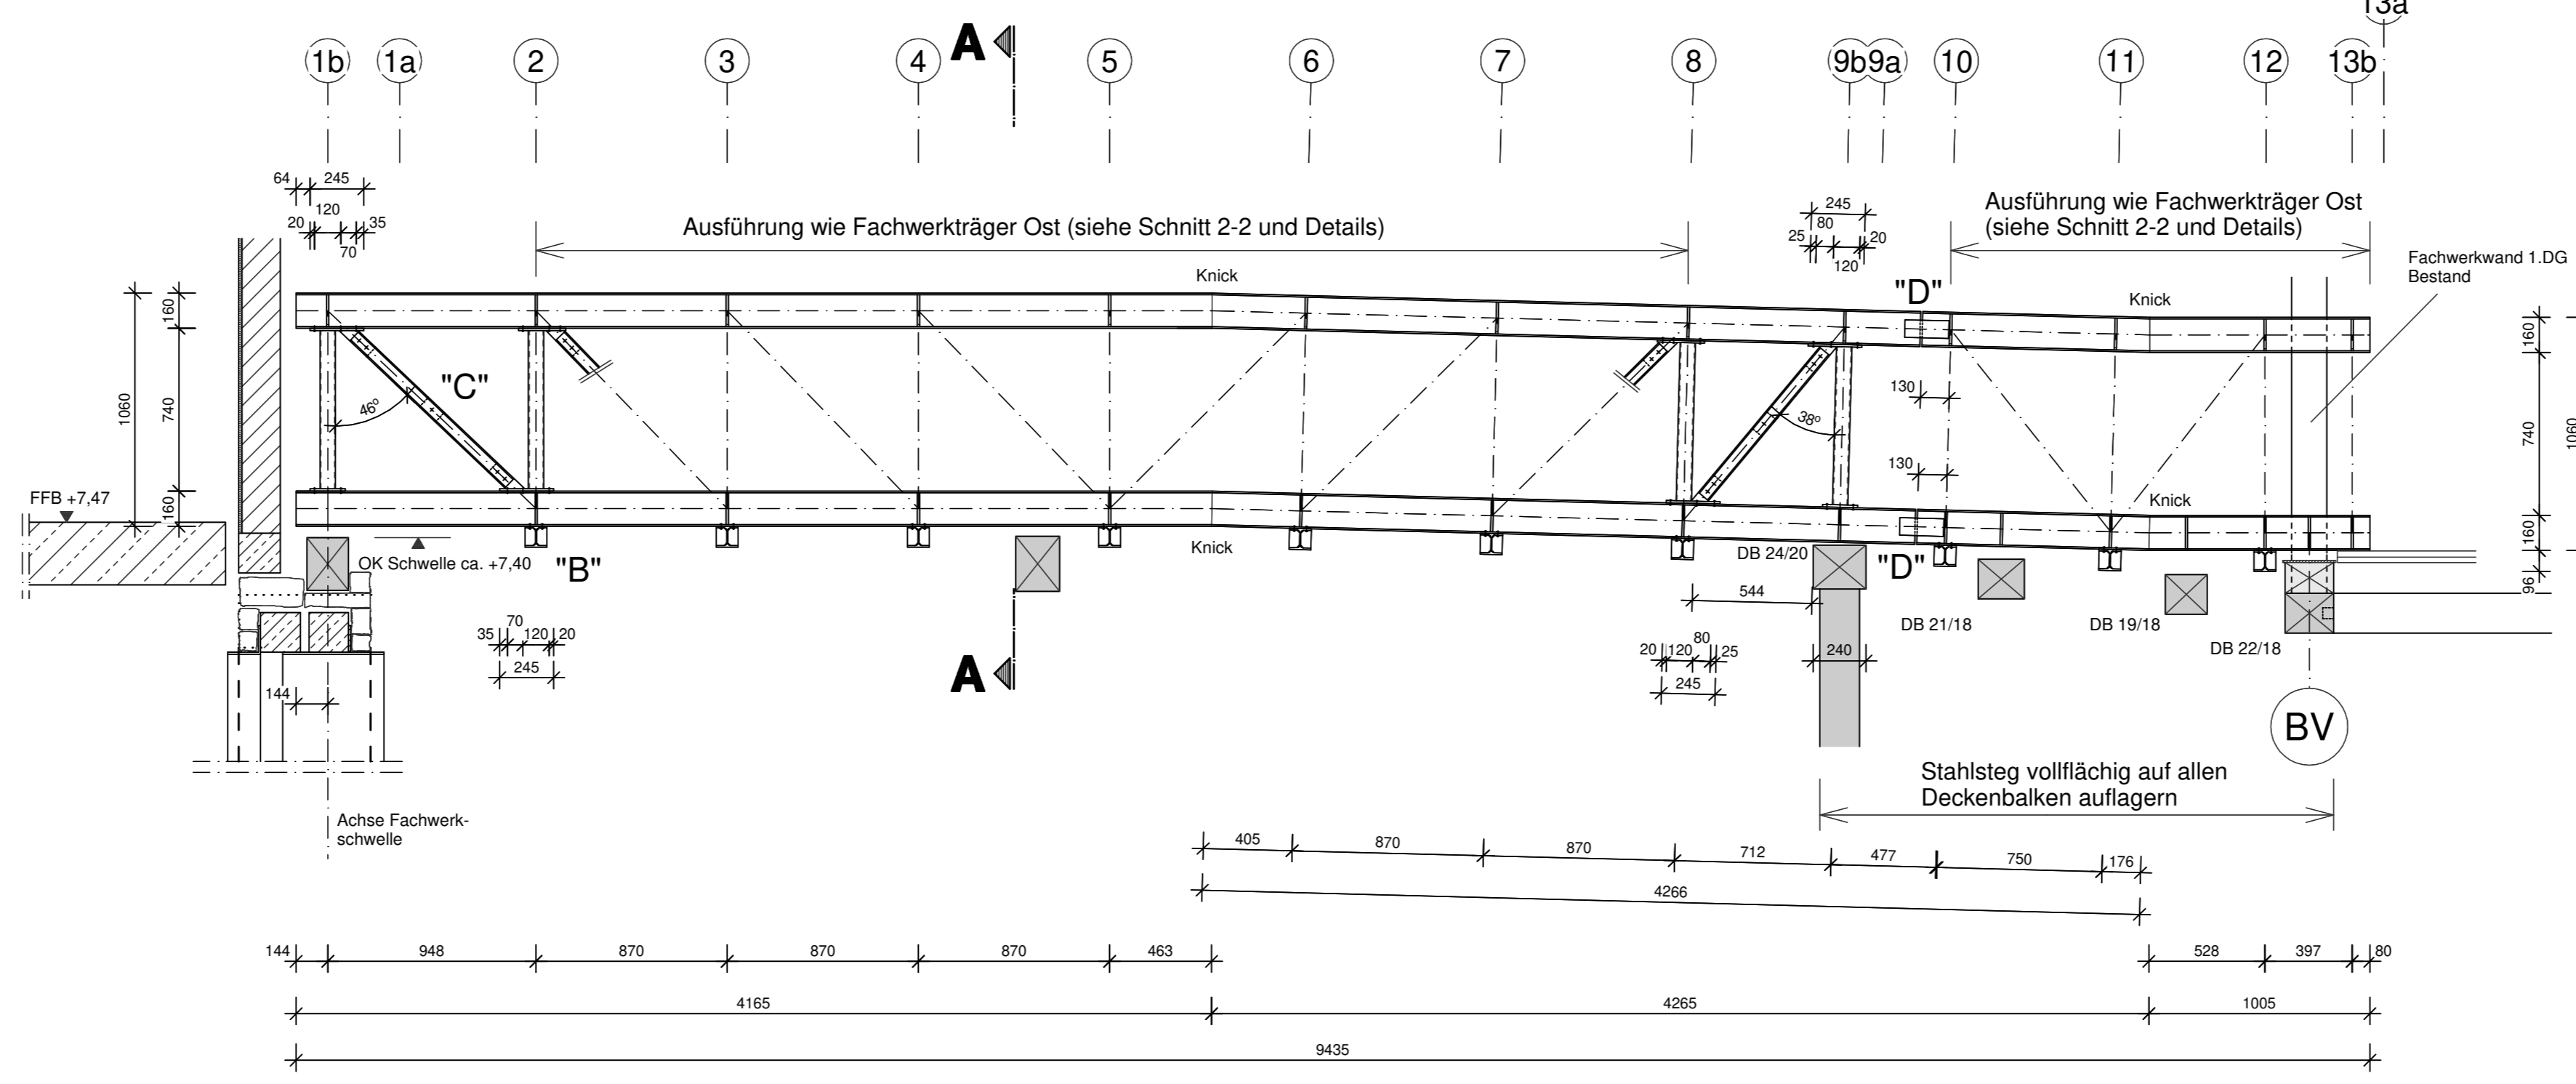 13a
1b
1a
2
3
4
A
5
6
7
8
9b
9a
10
11
12
13b
64
245
120
20
35
70
Ausführung wie Fachwerkträger Ost (siehe Schnitt 2-2 und Details)
245
80
25
20
120
Ausführung wie Fachwerkträger Ost
(siehe Schnitt 2-2 und Details)
Fachwerkwand 1.DG
Bestand
Knick
"D"
Knick
1060
160
740
160
46°
"C"
38°
130
130
160
740
160
1060
96
FFB +7,47
OK Schwelle ca. +7,40
"B"
Knick
Knick
DB 24/20
"D"
544
DB 21/18
DB 19/18
DB 22/18
35
70
120
20
245
A
20
120
80
25
245
240
144
BV
Stahlsteg vollflächig auf allen
Deckenbalken auflagern
Achse Fachwerk-
schwelle
405
870
870
712
477
750
176
4266
144
948
870
870
870
463
528
397
80
4165
4265
1005
9435